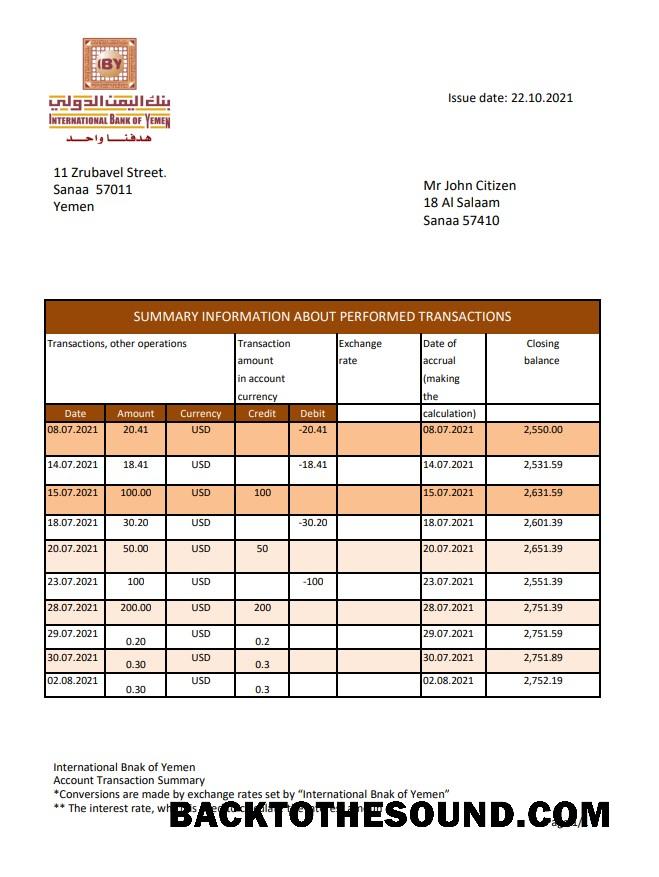 IBY
بنك اليمن الدولي
INTERNATIONAL BANK OF YEMEN
هدفنا واحد
Issue date: 22.10.2021
11 Zrubavel Street.
Sanaa 57011
Yemen
Mr John Citizen
18 Al Salaam
Sanaa 57410
SUMMARY INFORMATION ABOUT PERFORMED TRANSACTIONS
Transactions, other operations Transaction amount in account currency Exchange rate Date of accrual (making the calculation) Closing balance
Date Amount Currency Credit Debit
08.07.2021 20.41 USD -20.41 08.07.2021 2,550.00
14.07.2021 18.41 USD -18.41 14.07.2021 2,531.59
15.07.2021 100.00 USD 100 15.07.2021 2,631.59
18.07.2021 30.20 USD -30.20 18.07.2021 2,601.39
20.07.2021 50.00 USD 50 20.07.2021 2,651.39
23.07.2021 100 USD -100 23.07.2021 2,551.39
28.07.2021 200.00 USD 200 28.07.2021 2,751.39
29.07.2021 0.20 USD 0.2 29.07.2021 2,751.59
30.07.2021 0.30 USD 0.3 30.07.2021 2,751.89
02.08.2021 0.30 USD 0.3 02.08.2021 2,752.19
International Bnak of Yemen
Account Transaction Summary
*Conversions are made by exchange rates set by “International Bnak of Yemen”
** The interest rate,
BACKTOTHESOUND.COM